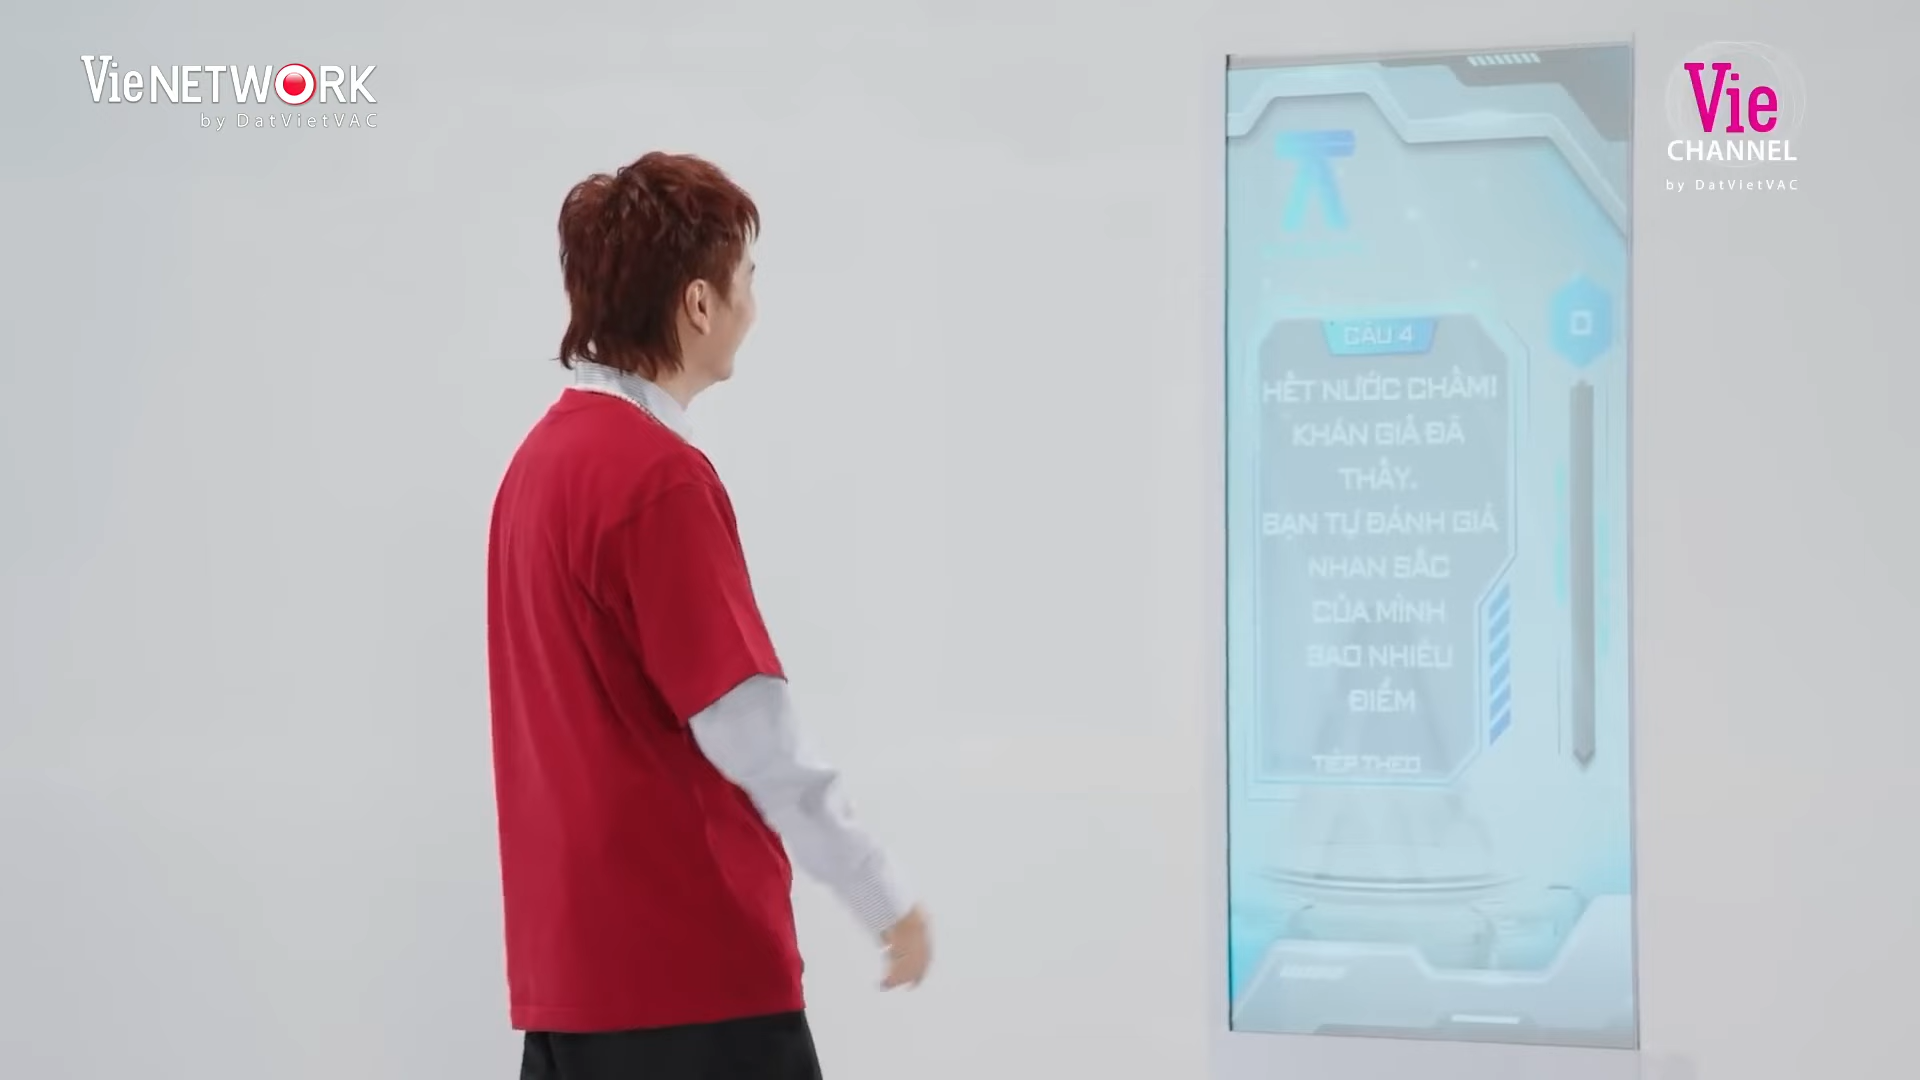 VieNETWORK
by DatVietVAC
Vie
CHANNEL
by DatVietVAC
CÂU 4
HẾT NƯỚC CHẤM!
KHÁN GIẢ ĐÃ
THẤY.
BẠN TỰ ĐÁNH GIÁ
NHAN SẮC
CỦA MÌNH
BAO NHIÊU
ĐIỂM
TIẾP THEO
0